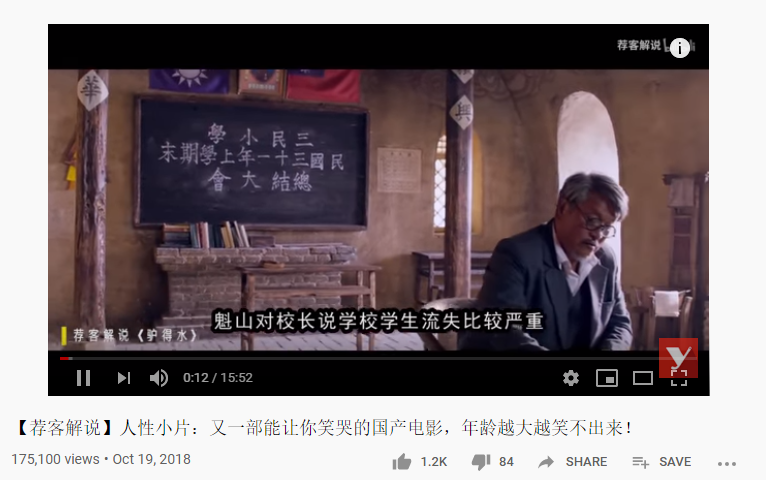 荐客解说
華
興
三民小學
民國三十一年上學期末
總結大會
魁山对校长说学校学生流失比较严重
荐客解说《驴得水》
0:12 / 15:52
【荐客解说】人性小片：又一部能让你笑哭的国产电影，年龄越大越笑不出来！
175,100 views • Oct 19, 2018
1.2K 84 SHARE SAVE